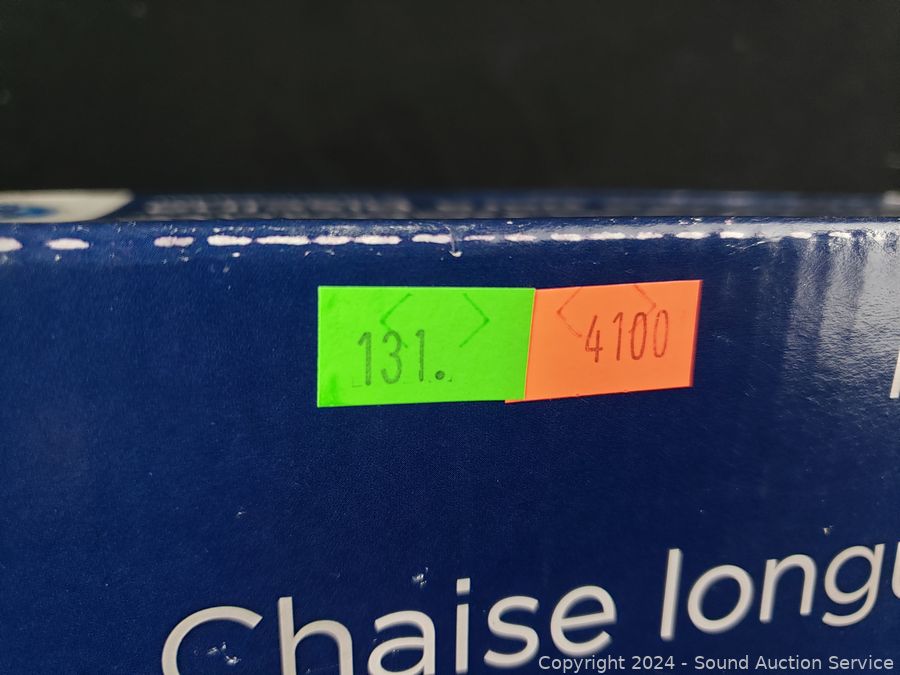 131. 4100
Chaise longu
Copyright 2024 - Sound Auction Service